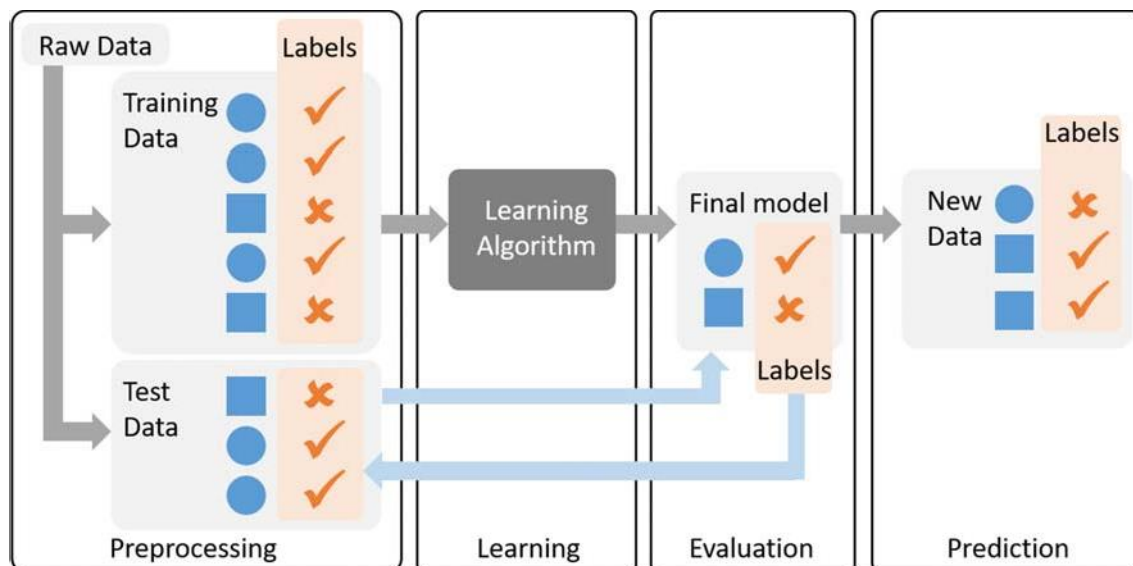 Raw Data
Labels
Training
Data
Test
Data
Preprocessing
Learning
Algorithm
Learning
Final model
Labels
Evaluation
Labels
New
Data
Prediction